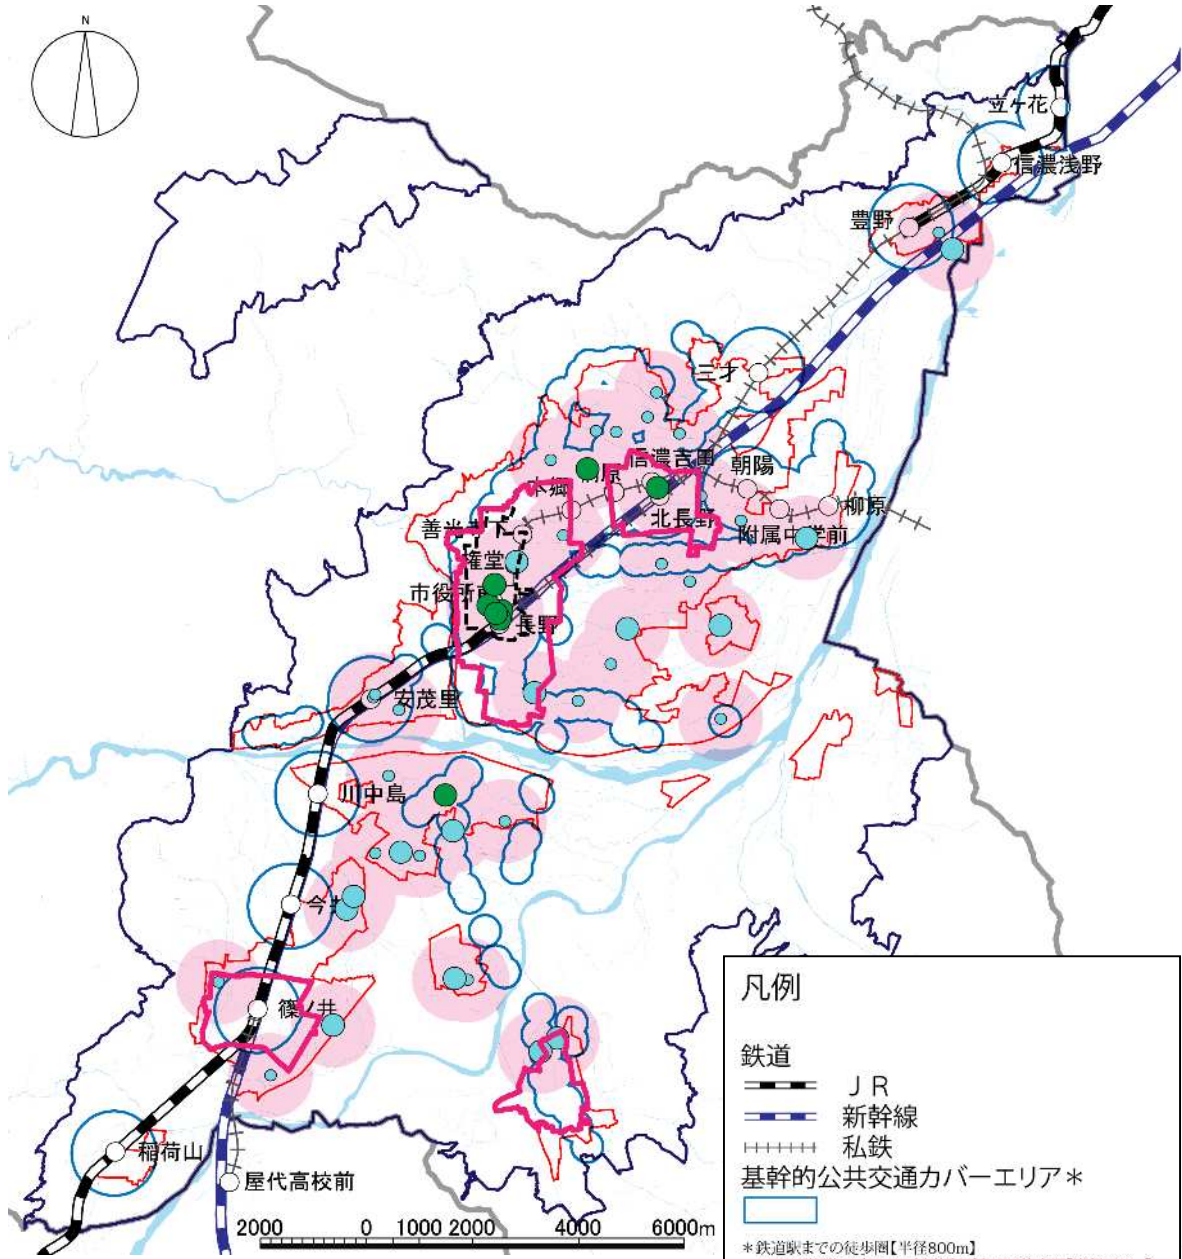 N
立ヶ花
信濃浅野
豊野
三才
信濃吉田
朝陽
本郷
柳原
北長野
附属中学前
善光寺下
権堂
市役所前
長野
安茂里
川中島
今井
篠ノ井
稲荷山
屋代高校前
2000 0 1000 2000 4000 6000m
凡例
鉄道
ＪＲ
新幹線
私鉄
基幹的公共交通カバーエリア＊
＊鉄道駅までの徒歩圏【半径800m】